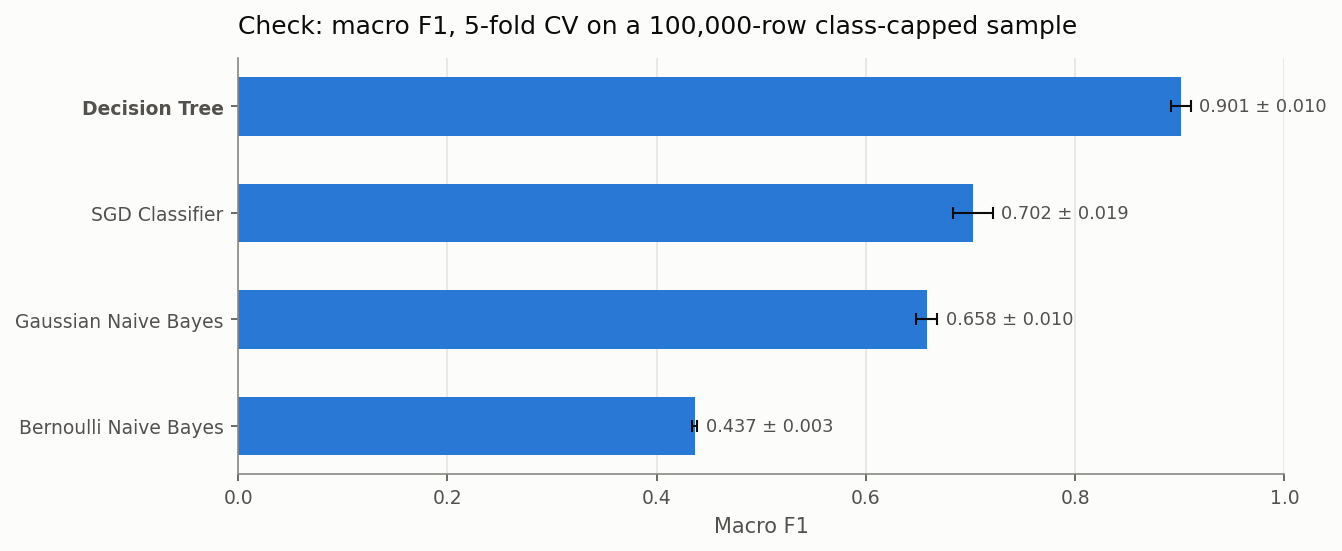 Check: macro F1, 5-fold CV on a 100,000-row class-capped sample
Decision Tree
0.901 ± 0.010
SGD Classifier
0.702 ± 0.019
Gaussian Naive Bayes
0.658 ± 0.010
Bernoulli Naive Bayes
0.437 ± 0.003
0.0 0.2 0.4 0.6 0.8 1.0
Macro F1